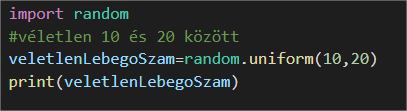 import random
#véletlen 10 és 20 között
veletlenLebegoSzam=random.uniform(10,20)
print(veletlenLebegoSzam)